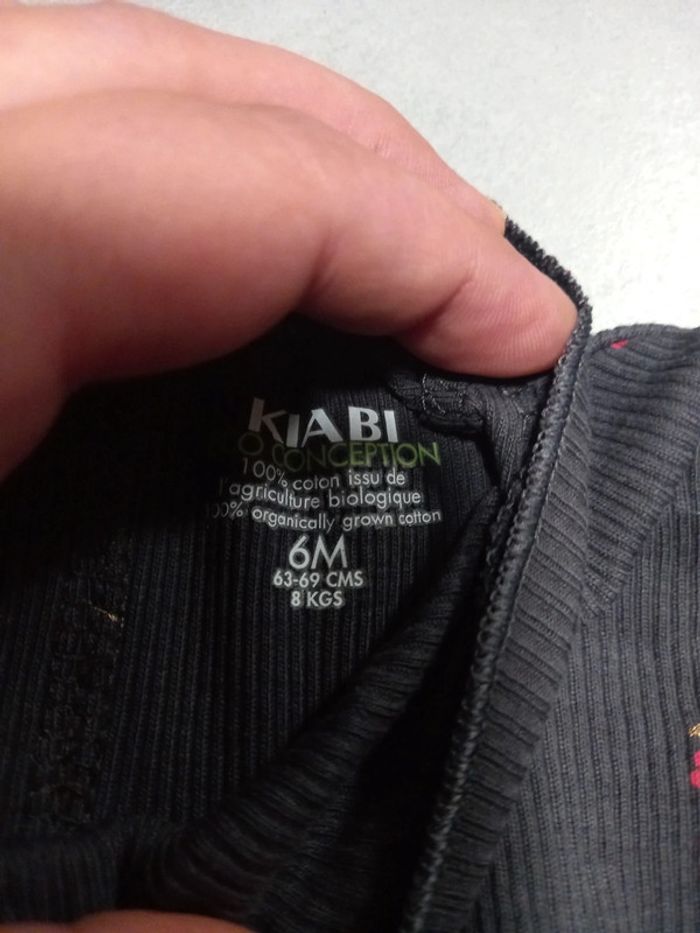 KIABI
O CONCEPTION
100% coton issu de
l'agriculture biologique
100% organically grown cotton
6M
63-69 CMS
8 KGS